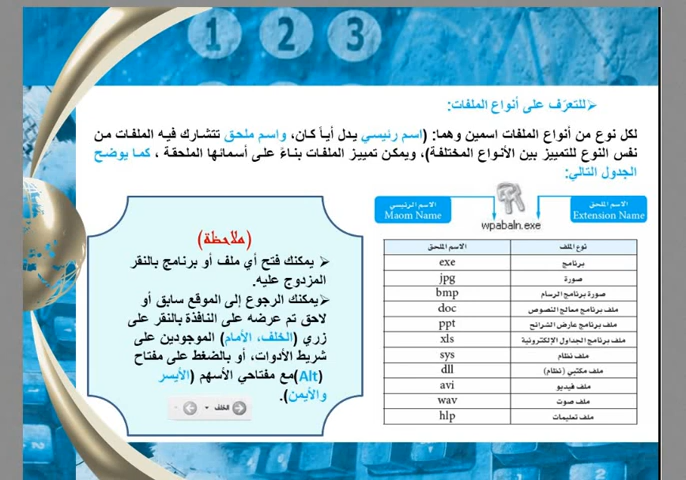 1 2 3
للتعرّف على أنواع الملفات:
لكل نوع من أنواع الملفات اسمين وهما: (اسم رئيسي يدل أياً كان، واسم ملحق تتشارك فيه الملفات من
نفس النوع للتمييز بين الأنواع المختلفة)، ويمكن تمييز الملفات بناءً على أسمائها الملحقة ، كما يوضح
الجدول التالي:
الاسم الملحق
Extension Name
الاسم الرئيسي
Maom Name
wpabaln.exe
نوع الملف الاسم الملحق
برنامج exe
صورة jpg
صورة برنامج الرسام bmp
ملف برنامج معالج النصوص doc
ملف برنامج عارض الشرائح ppt
ملف برنامج الجداول الإلكترونية xls
ملف نظام sys
ملف مكتبي (نظام) dll
ملف فيديو avi
ملف صوت wav
ملف تعليمات hlp
(ملاحظة)
يمكنك فتح أي ملف أو برنامج بالنقر
المزدوج عليه.
يمكنك الرجوع إلى الموقع سابق أو
لاحق تم عرضه على النافذة بالنقر على
زري (الخلف، الأمام) الموجودين على
شريط الأدوات، أو بالضغط على مفتاح
(Alt)مع مفتاحي الأسهم (الأيسر
والأيمن).
الخلف